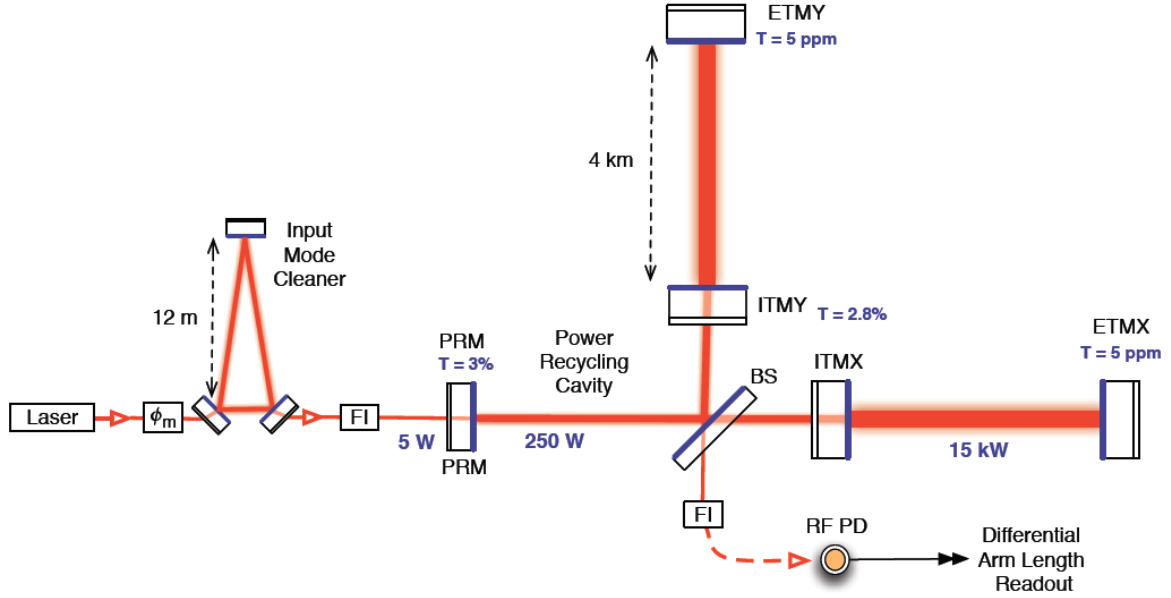 ETMY
T = 5 ppm
4 km
Input
Mode
Cleaner
12 m
ITMY
T = 2.8%
PRM
T = 3%
Power
Recycling
Cavity
BS
ITMX
ETMX
T = 5 ppm
Laser
ϕm
FI
5 W
250 W
15 kW
PRM
FI
RF PD
Differential
Arm Length
Readout